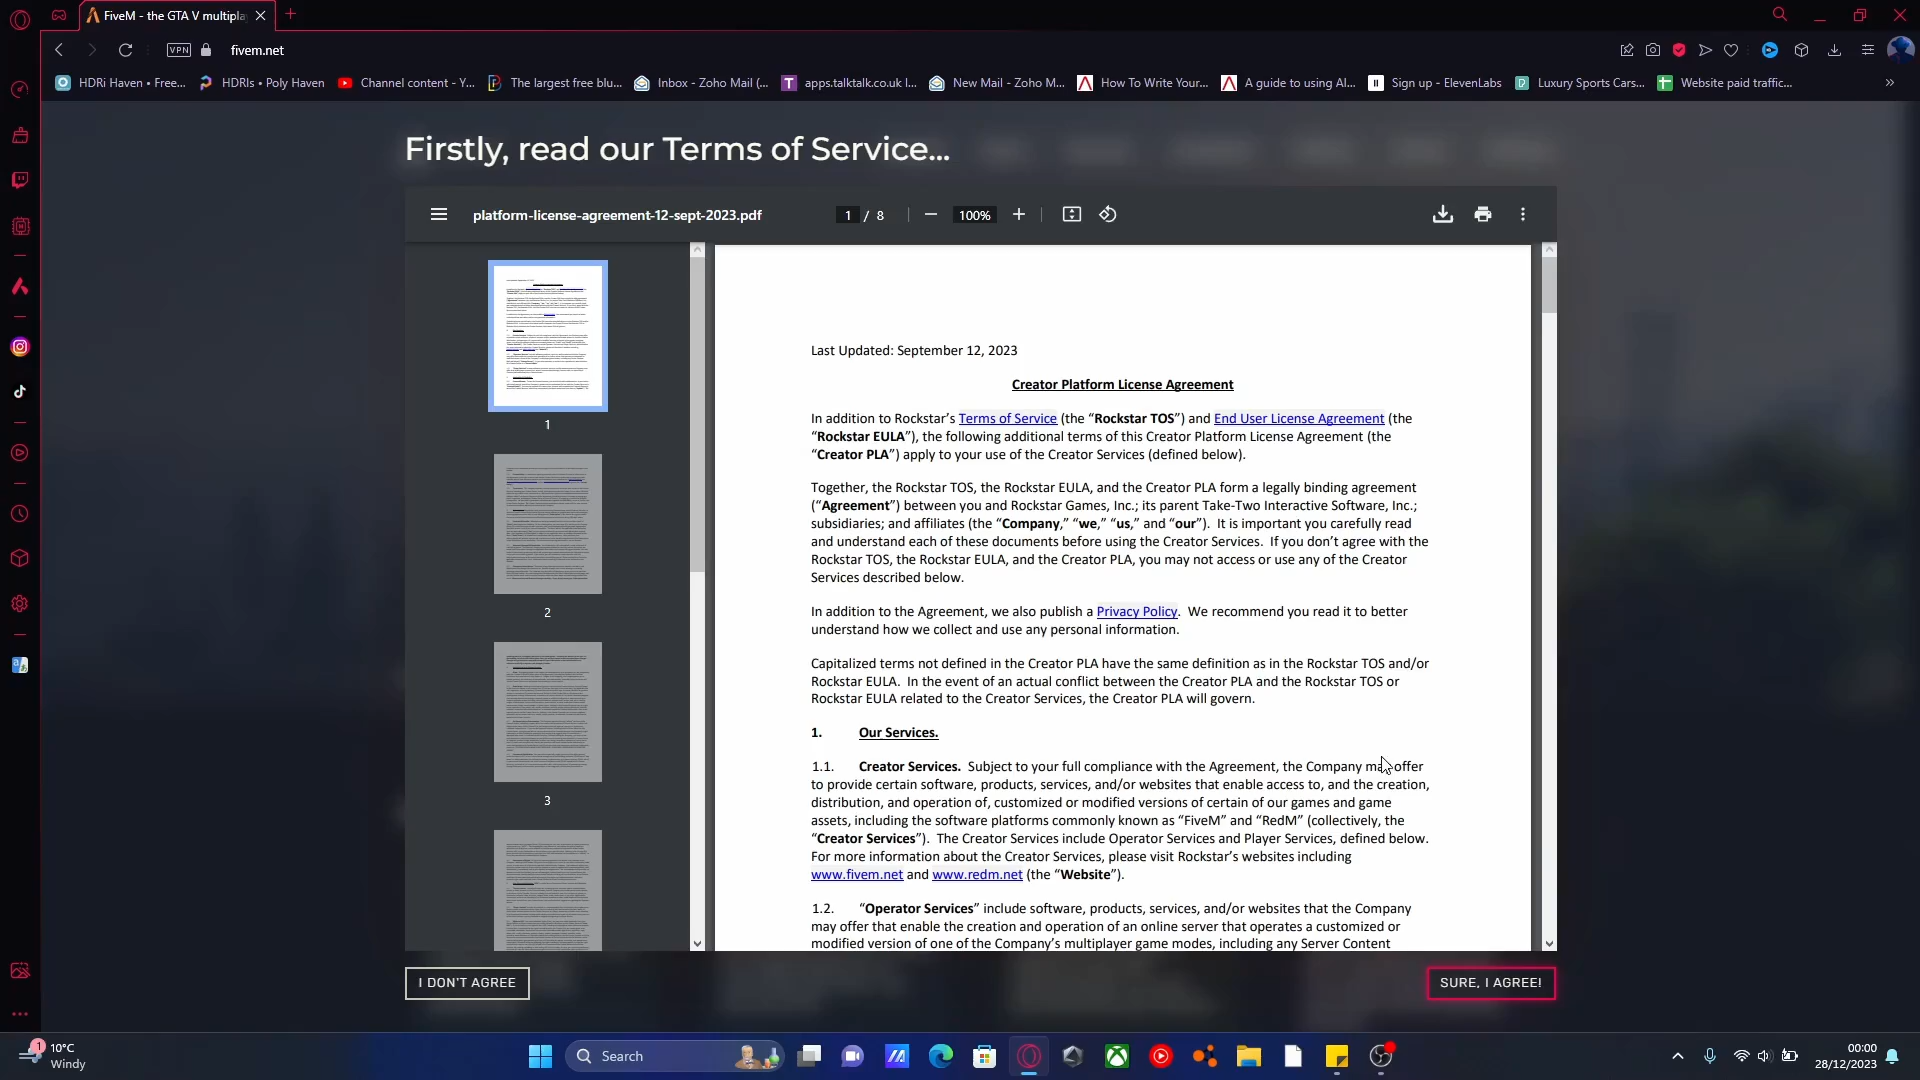 FiveM - the GTA V multipla
VPN
fivem.net
HDRi Haven • Free...
HDRIs • Poly Haven
Channel content - Y...
The largest free blu...
Inbox - Zoho Mail (...
apps.talktalk.co.uk l...
New Mail - Zoho M...
How To Write Your...
A guide to using AI...
Sign up - ElevenLabs
Luxury Sports Cars...
Website paid traffic...
Firstly, read our Terms of Service...
platform-license-agreement-12-sept-2023.pdf
1 / 8
100%
1
2
3
Last Updated: September 12, 2023
Creator Platform License Agreement
In addition to Rockstar’s Terms of Service (the “Rockstar TOS”) and End User License Agreement (the
“Rockstar EULA”), the following additional terms of this Creator Platform License Agreement (the
“Creator PLA”) apply to your use of the Creator Services (defined below).
Together, the Rockstar TOS, the Rockstar EULA, and the Creator PLA form a legally binding agreement
(“Agreement”) between you and Rockstar Games, Inc.; its parent Take-Two Interactive Software, Inc.;
subsidiaries; and affiliates (the “Company,” “we,” “us,” and “our”). It is important you carefully read
and understand each of these documents before using the Creator Services. If you don’t agree with the
Rockstar TOS, the Rockstar EULA, and the Creator PLA, you may not access or use any of the Creator
Services described below.
In addition to the Agreement, we also publish a Privacy Policy. We recommend you read it to better
understand how we collect and use any personal information.
Capitalized terms not defined in the Creator PLA have the same definition as in the Rockstar TOS and/or
Rockstar EULA. In the event of an actual conflict between the Creator PLA and the Rockstar TOS or
Rockstar EULA related to the Creator Services, the Creator PLA will govern.
1. Our Services.
1.1. Creator Services. Subject to your full compliance with the Agreement, the Company may offer
to provide certain software, products, services, and/or websites that enable access to, and the creation,
distribution, and operation of, customized or modified versions of certain of our games and game
assets, including the software platforms commonly known as “FiveM” and “RedM” (collectively, the
“Creator Services”). The Creator Services include Operator Services and Player Services, defined below.
For more information about the Creator Services, please visit Rockstar’s websites including
www.fivem.net and www.redm.net (the “Website”).
1.2. “Operator Services” include software, products, services, and/or websites that the Company
may offer that enable the creation and operation of an online server that operates a customized or
modified version of one of the Company’s multiplayer game modes, including any Server Content
I DON'T AGREE
SURE, I AGREE!
1
10°C
Windy
Search
00:00
28/12/2023